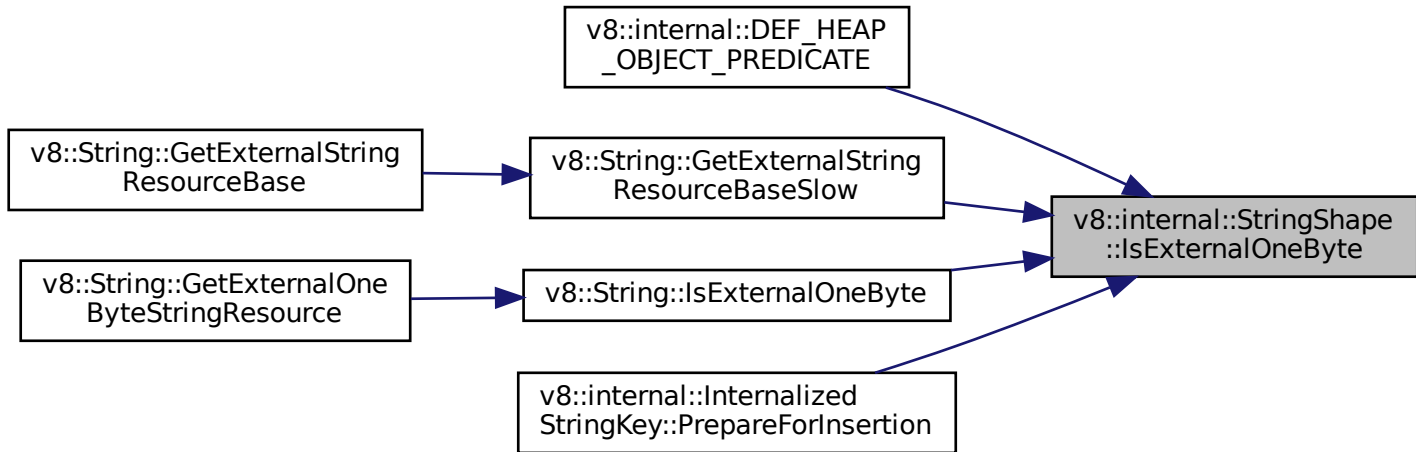 v8::internal::DEF_HEAP
_OBJECT_PREDICATE
v8::String::GetExternalString
ResourceBase
v8::String::GetExternalString
ResourceBaseSlow
v8::internal::StringShape
::IsExternalOneByte
v8::String::GetExternalOne
ByteStringResource
v8::String::IsExternalOneByte
v8::internal::Internalized
StringKey::PrepareForInsertion